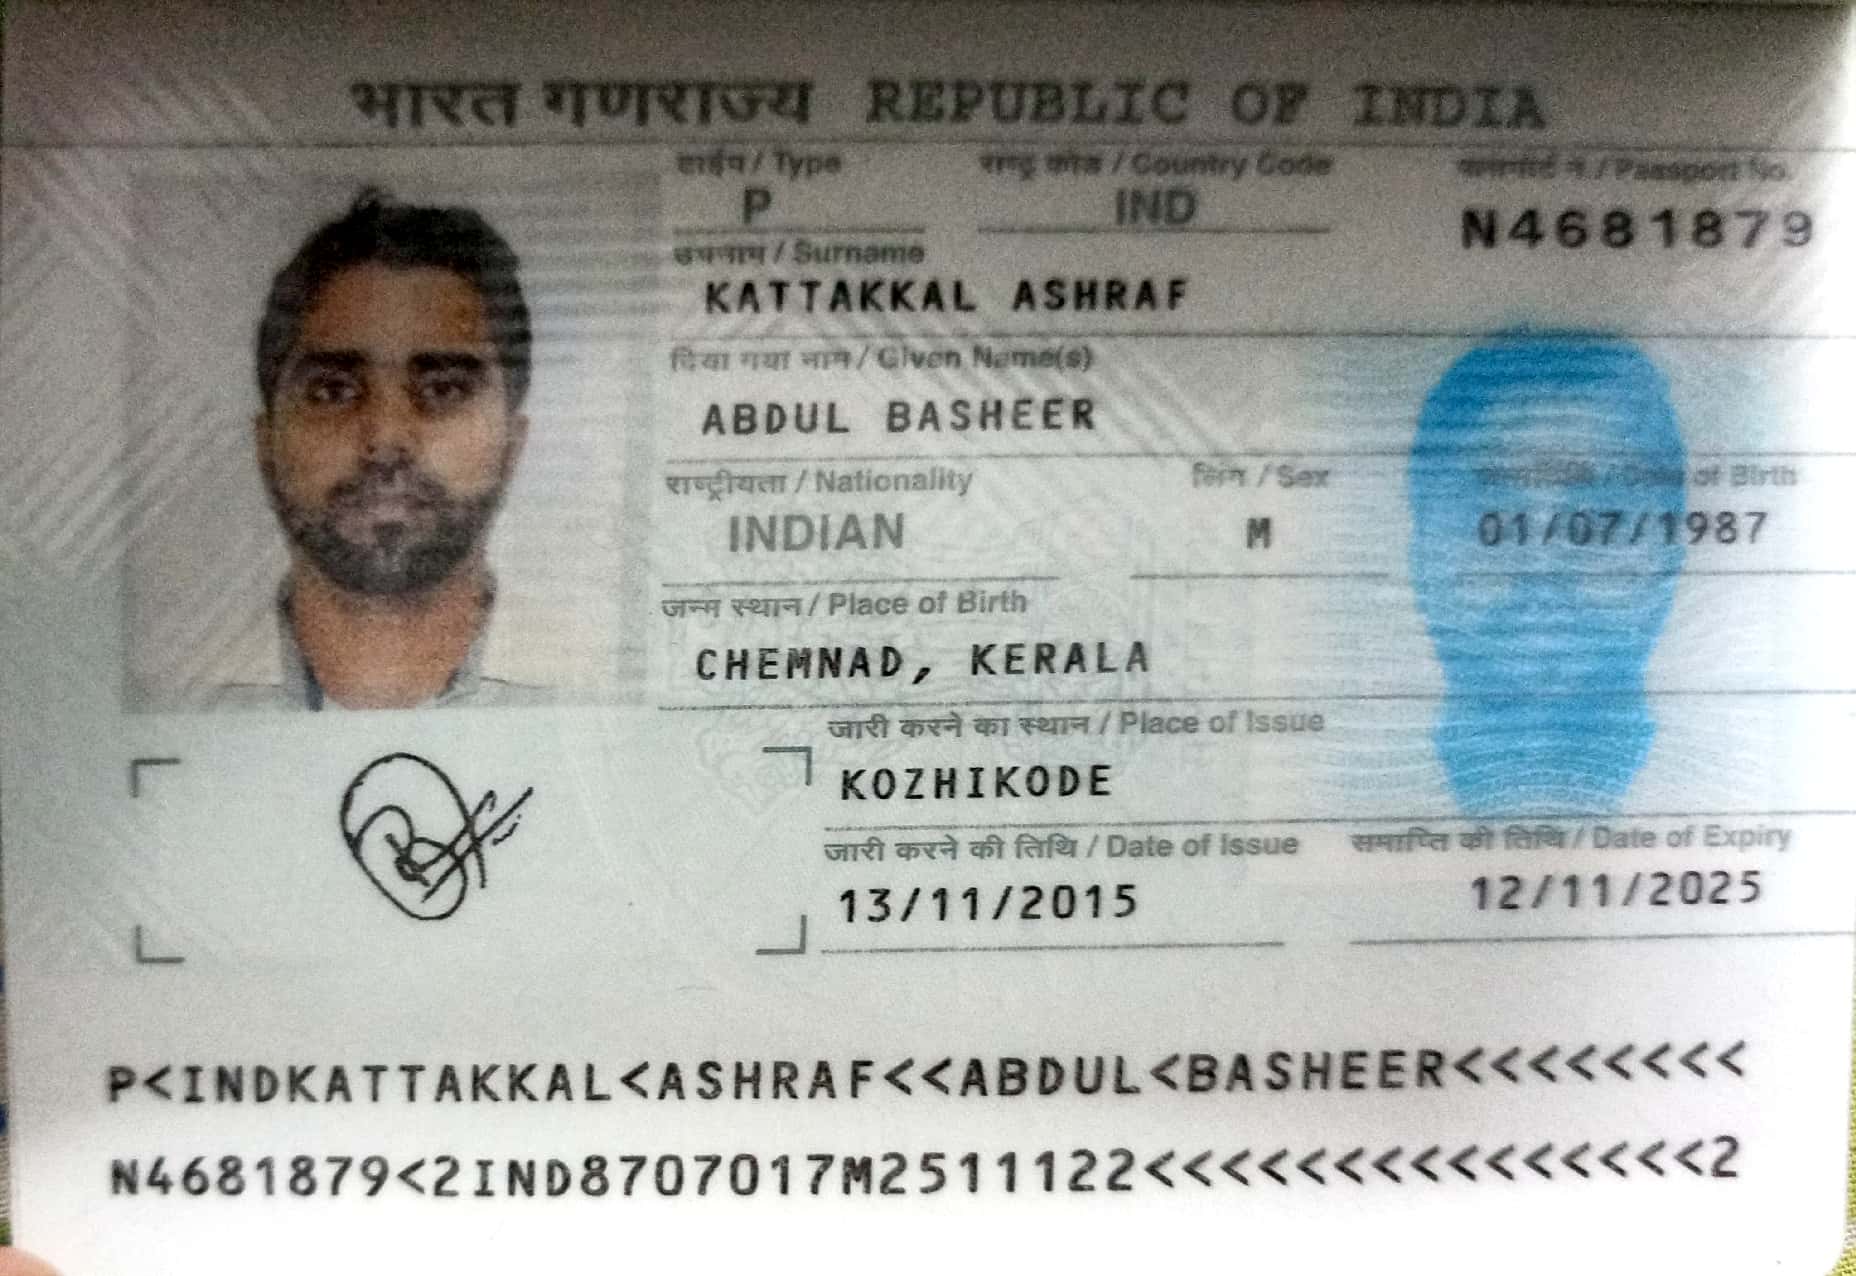 भारत गणराज्य REPUBLIC OF INDIA
टाईप / Type राष्ट्र कोड / Country Code पासपोर्ट न. / Passport No.
P IND N4681879
उपनाम / Surname
KATTAKKAL ASHRAF
दिया गया नाम / Given Name(s)
ABDUL BASHEER
राष्ट्रीयता / Nationality लिंग / Sex जन्मतिथि / Date of Birth
INDIAN M 01/07/1987
जन्म स्थान / Place of Birth
CHEMNAD, KERALA
जारी करने का स्थान / Place of Issue
KOZHIKODE
जारी करने की तिथि / Date of Issue समाप्ति की तिथि / Date of Expiry
13/11/2015 12/11/2025
P<INDKATTAKKAL<ASHRAF<<ABDUL<BASHEER<<<<<<<<
N4681879<2IND8707017M2511122<<<<<<<<<<<<<<<2